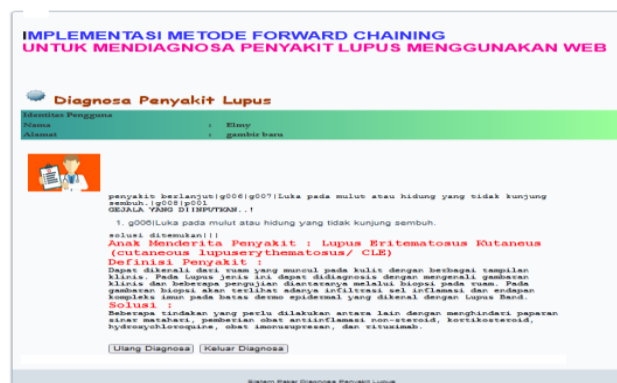 IMPLEMENTASI METODE FORWARD CHAINING
UNTUK MENDIAGNOSA PENYAKIT LUPUS MENGGUNAKAN WEB
Diagnosa Penyakit Lupus
Identitas Pengguna
Nama : Elmy
Alamat : gambir baru
penyakit berlanjut|g006|g007|Luka pada mulut atau hidung yang tidak kunjung
sembuh.|g008|p001
GEJALA YANG DIINPUTKAN..!
1. g006|Luka pada mulut atau hidung yang tidak kunjung sembuh.
solusi ditemukan|||
Anak Menderita Penyakit : Lupus Eritematosus Kutaneus
(cutaneous lupuserythematosus/ CLE)
Definisi Penyakit :
Dapat dikenali dari ruam yang muncul pada kulit dengan berbagai tampilan
klinis. Pada Lupus jenis ini dapat didiagnosis dengan mengenali gambaran
klinis dan beberapa pengujian diantaranya melalui biopsi pada ruam. Pada
gambaran biopsi akan terlihat adanya infiltrasi sel inflamasi dan endapan
kompleks imun pada batas dermo epidermal yang dikenal dengan Lupus Band.
Solusi :
Beberapa tindakan yang perlu dilakukan antara lain dengan menghindari paparan
sinar matahari, pemberian obat antiinflamasi non-steroid, kortikosteroid,
hydroxychloroquine, obat imonusupresan, dan rituximab.
Ulang Diagnosa Keluar Diagnosa
Sistem Pakar Diagnosa Penyakit Lupus